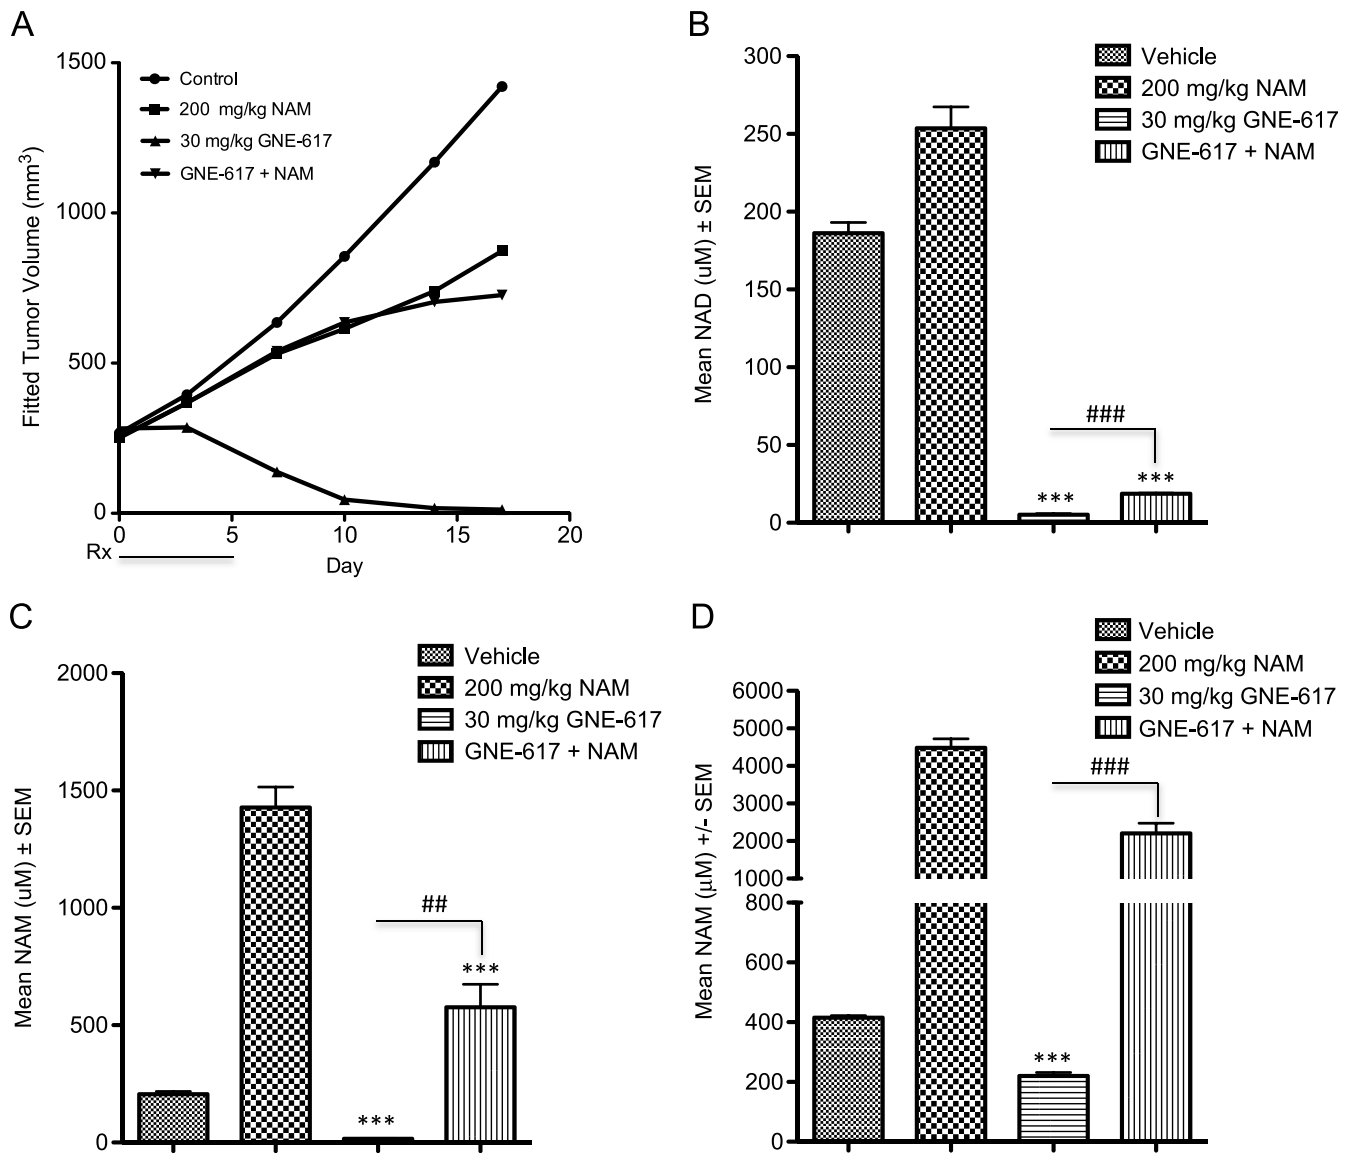 A
1500
1000
500
0
Fitted Tumor Volume (mm³)
Control
200 mg/kg NAM
30 mg/kg GNE-617
GNE-617 + NAM
0 5 10 15 20
Rx
Day
B
300
250
200
150
100
50
0
Mean NAD (uM) ± SEM
Vehicle
200 mg/kg NAM
30 mg/kg GNE-617
GNE-617 + NAM
###
***
***
C
2000
1500
1000
500
0
Mean NAM (uM) ± SEM
Vehicle
200 mg/kg NAM
30 mg/kg GNE-617
GNE-617 + NAM
##
***
***
D
6000
5000
4000
3000
2000
1000
800
600
400
200
0
Mean NAM (μM) +/- SEM
Vehicle
200 mg/kg NAM
30 mg/kg GNE-617
GNE-617 + NAM
###
***